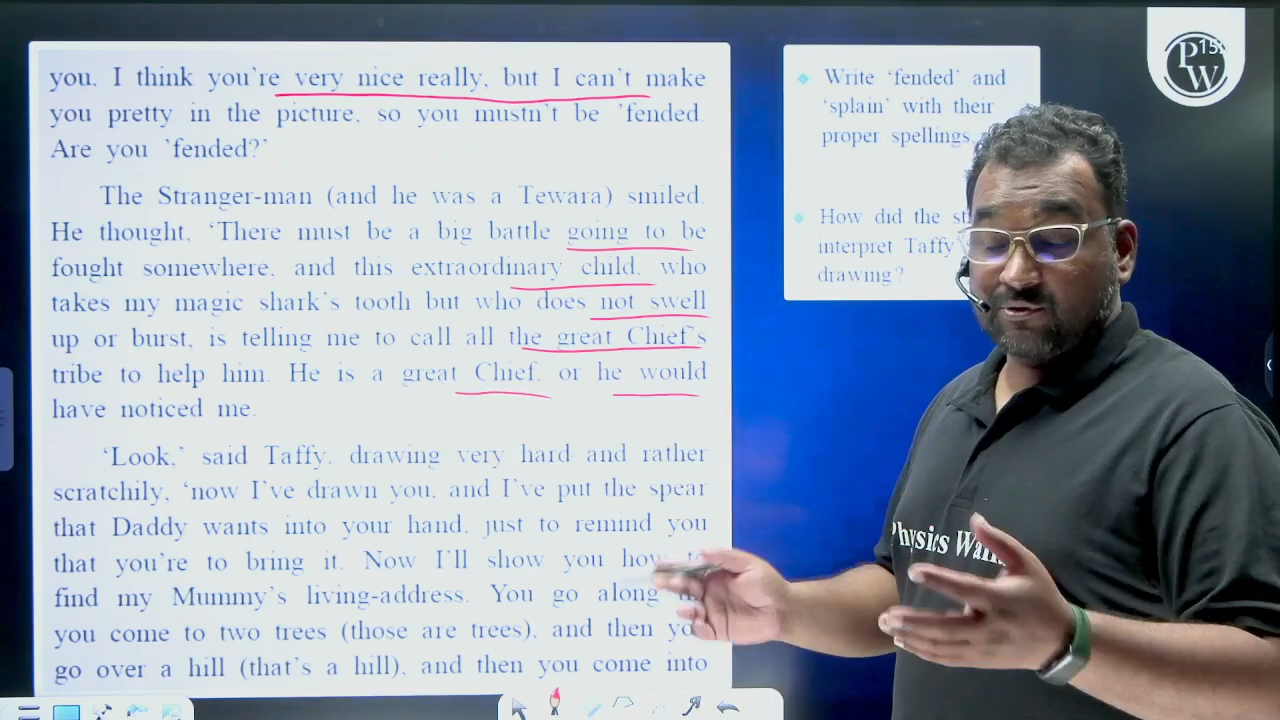 you. I think you're very nice really, but I can't make
you pretty in the picture, so you mustn't be 'fended.
Are you 'fended?'
The Stranger-man (and he was a Tewara) smiled.
He thought, 'There must be a big battle going to be
fought somewhere, and this extraordinary child, who
takes my magic shark's tooth but who does not swell
up or burst, is telling me to call all the great Chief's
tribe to help him. He is a great Chief, or he would
have noticed me.
'Look,' said Taffy, drawing very hard and rather
scratchily, 'now I've drawn you, and I've put the spear
that Daddy wants into your hand, just to remind you
that you're to bring it. Now I'll show you how
find my Mummy's living-address. You go along
you come to two trees (those are trees), and then
go over a hill (that's a hill), and then you come into
Write 'fended' and
'splain' with their
proper spellings
How did the
interpret Taffy
drawing?
PW
Physics